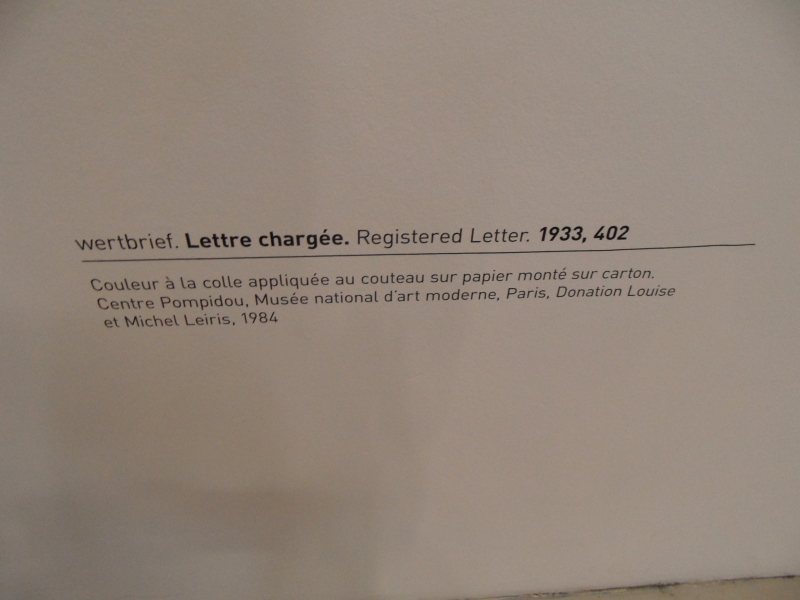 wertbrief. Lettre chargée. Registered Letter. 1933, 402
Couleur à la colle appliquée au couteau sur papier monté sur carton.
Centre Pompidou, Musée national d'art moderne, Paris, Donation Louise
et Michel Leiris, 1984